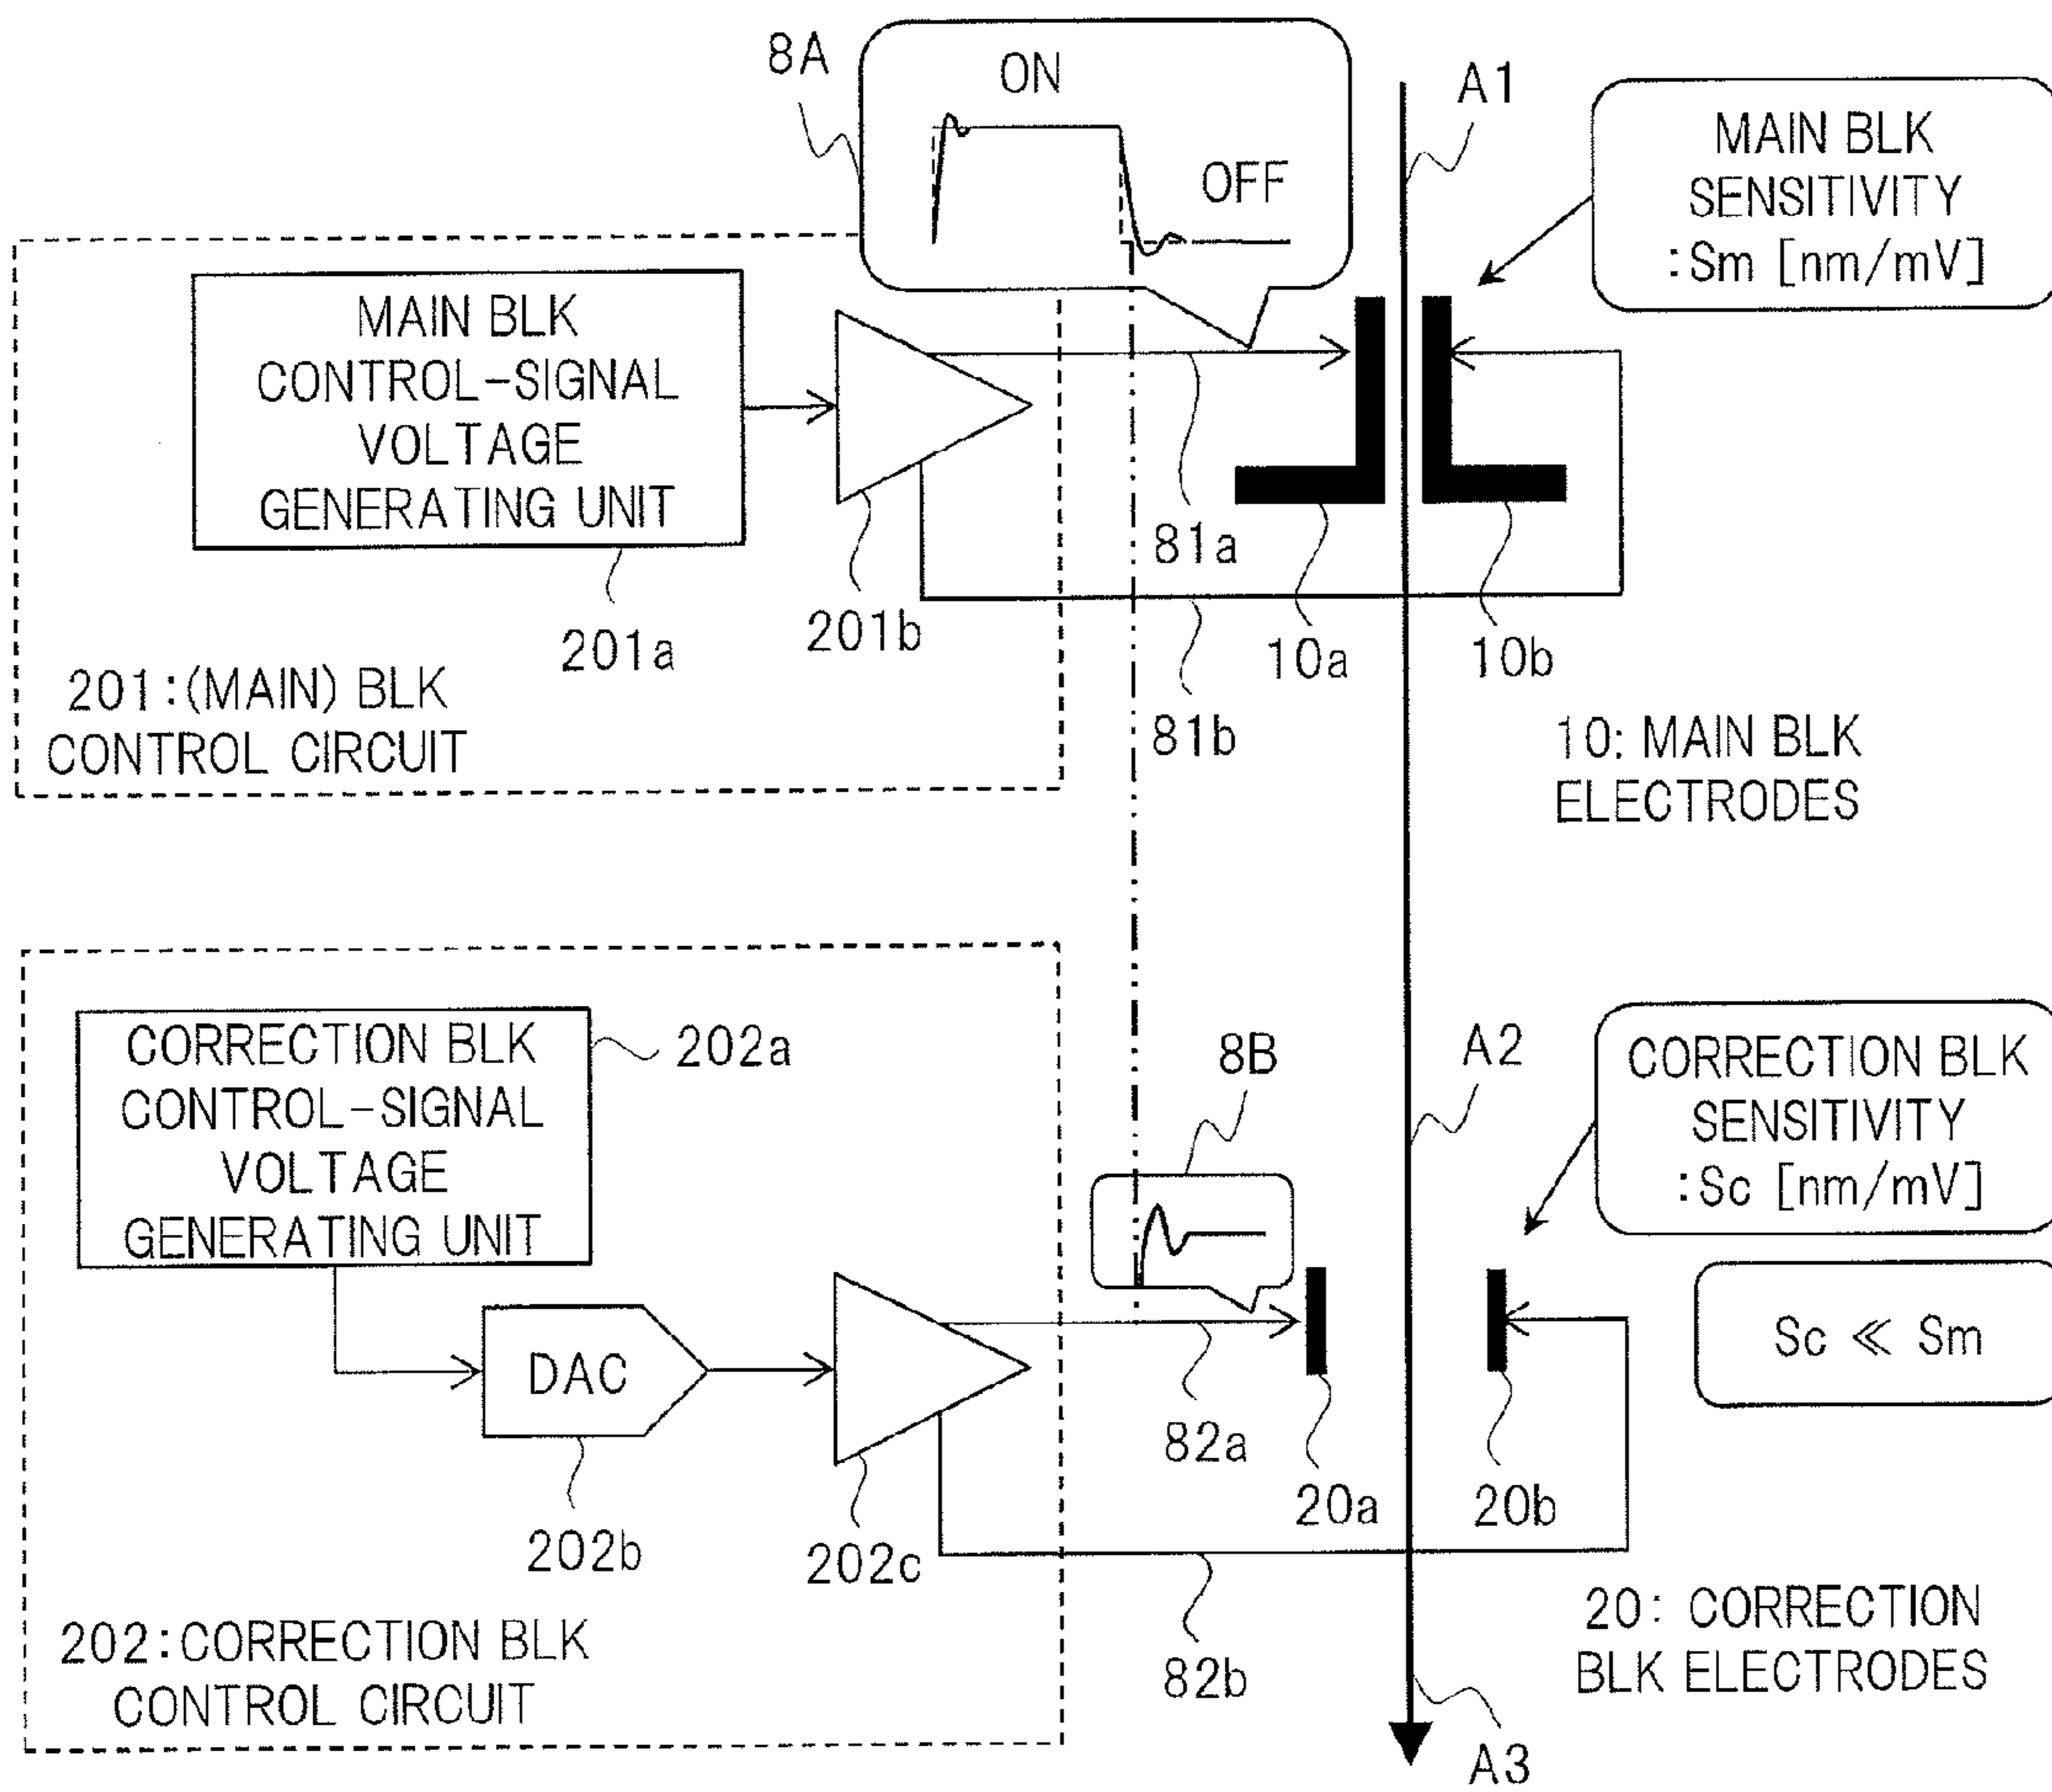 8A
ON
OFF
A1
MAIN BLK
SENSITIVITY
:Sm [nm/mV]
MAIN BLK
CONTROL-SIGNAL
VOLTAGE
GENERATING UNIT
201a
201b
81a
10a
10b
81b
201:(MAIN) BLK
CONTROL CIRCUIT
10: MAIN BLK
ELECTRODES
CORRECTION BLK
CONTROL-SIGNAL
VOLTAGE
GENERATING UNIT
202a
8B
A2
CORRECTION BLK
SENSITIVITY
:Sc [nm/mV]
Sc ≪ Sm
DAC
202b
202c
82a
20a
20b
82b
202:CORRECTION BLK
CONTROL CIRCUIT
20: CORRECTION
BLK ELECTRODES
A3